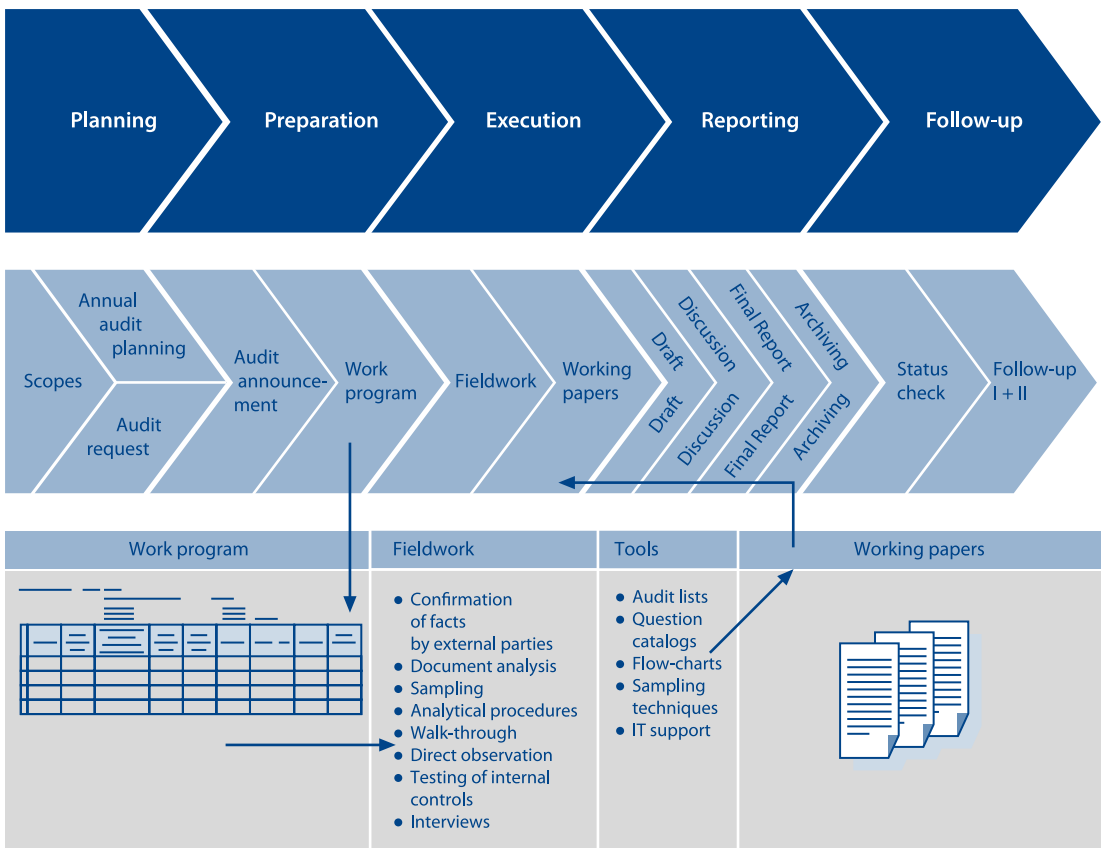 Planning
Preparation
Execution
Reporting
Follow-up
Scopes
Annual
audit
planning
Audit
request
Audit
announce-
ment
Work
program
Fieldwork
Working
papers
Draft
Draft
Discussion
Discussion
Final Report
Final Report
Archiving
Archiving
Status
check
Follow-up
I + II
Work program
Fieldwork
Tools
Working papers
● Confirmation
of facts
by external parties
● Document analysis
● Sampling
● Analytical procedures
● Walk-through
● Direct observation
● Testing of internal
controls
● Interviews
● Audit lists
● Question
catalogs
● Flow-charts
● Sampling
techniques
● IT support